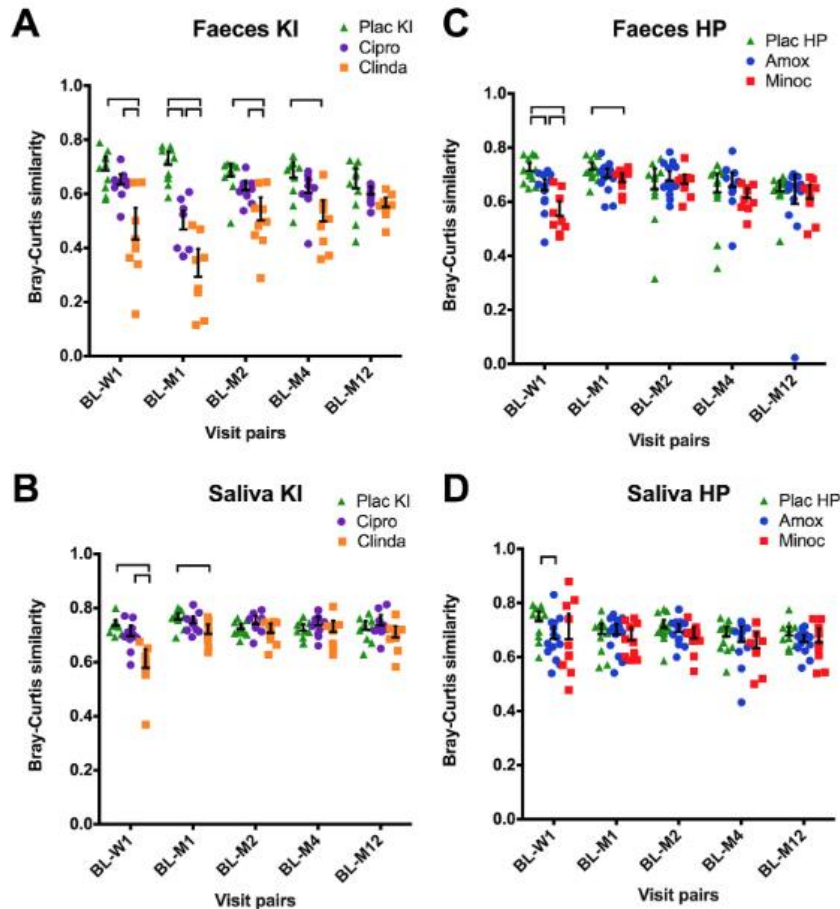 A
Faeces KI
Plac KI
Cipro
Clinda
Bray-Curtis similarity
1.0
0.8
0.6
0.4
0.2
0.0
BL-W1
BL-M1
BL-M2
BL-M4
BL-M12
Visit pairs
B
Saliva KI
Plac KI
Cipro
Clinda
Bray-Curtis similarity
1.0
0.8
0.6
0.4
0.2
0.0
BL-W1
BL-M1
BL-M2
BL-M4
BL-M12
Visit pairs
C
Faeces HP
Plac HP
Amox
Minoc
Bray-Curtis similarity
1.0
0.8
0.6
0.4
0.2
0.0
BL-W1
BL-M1
BL-M2
BL-M4
BL-M12
Visit pairs
D
Saliva HP
Plac HP
Amox
Minoc
Bray-Curtis similarity
1.0
0.8
0.6
0.4
0.2
0.0
BL-W1
BL-M1
BL-M2
BL-M4
BL-M12
Visit pairs